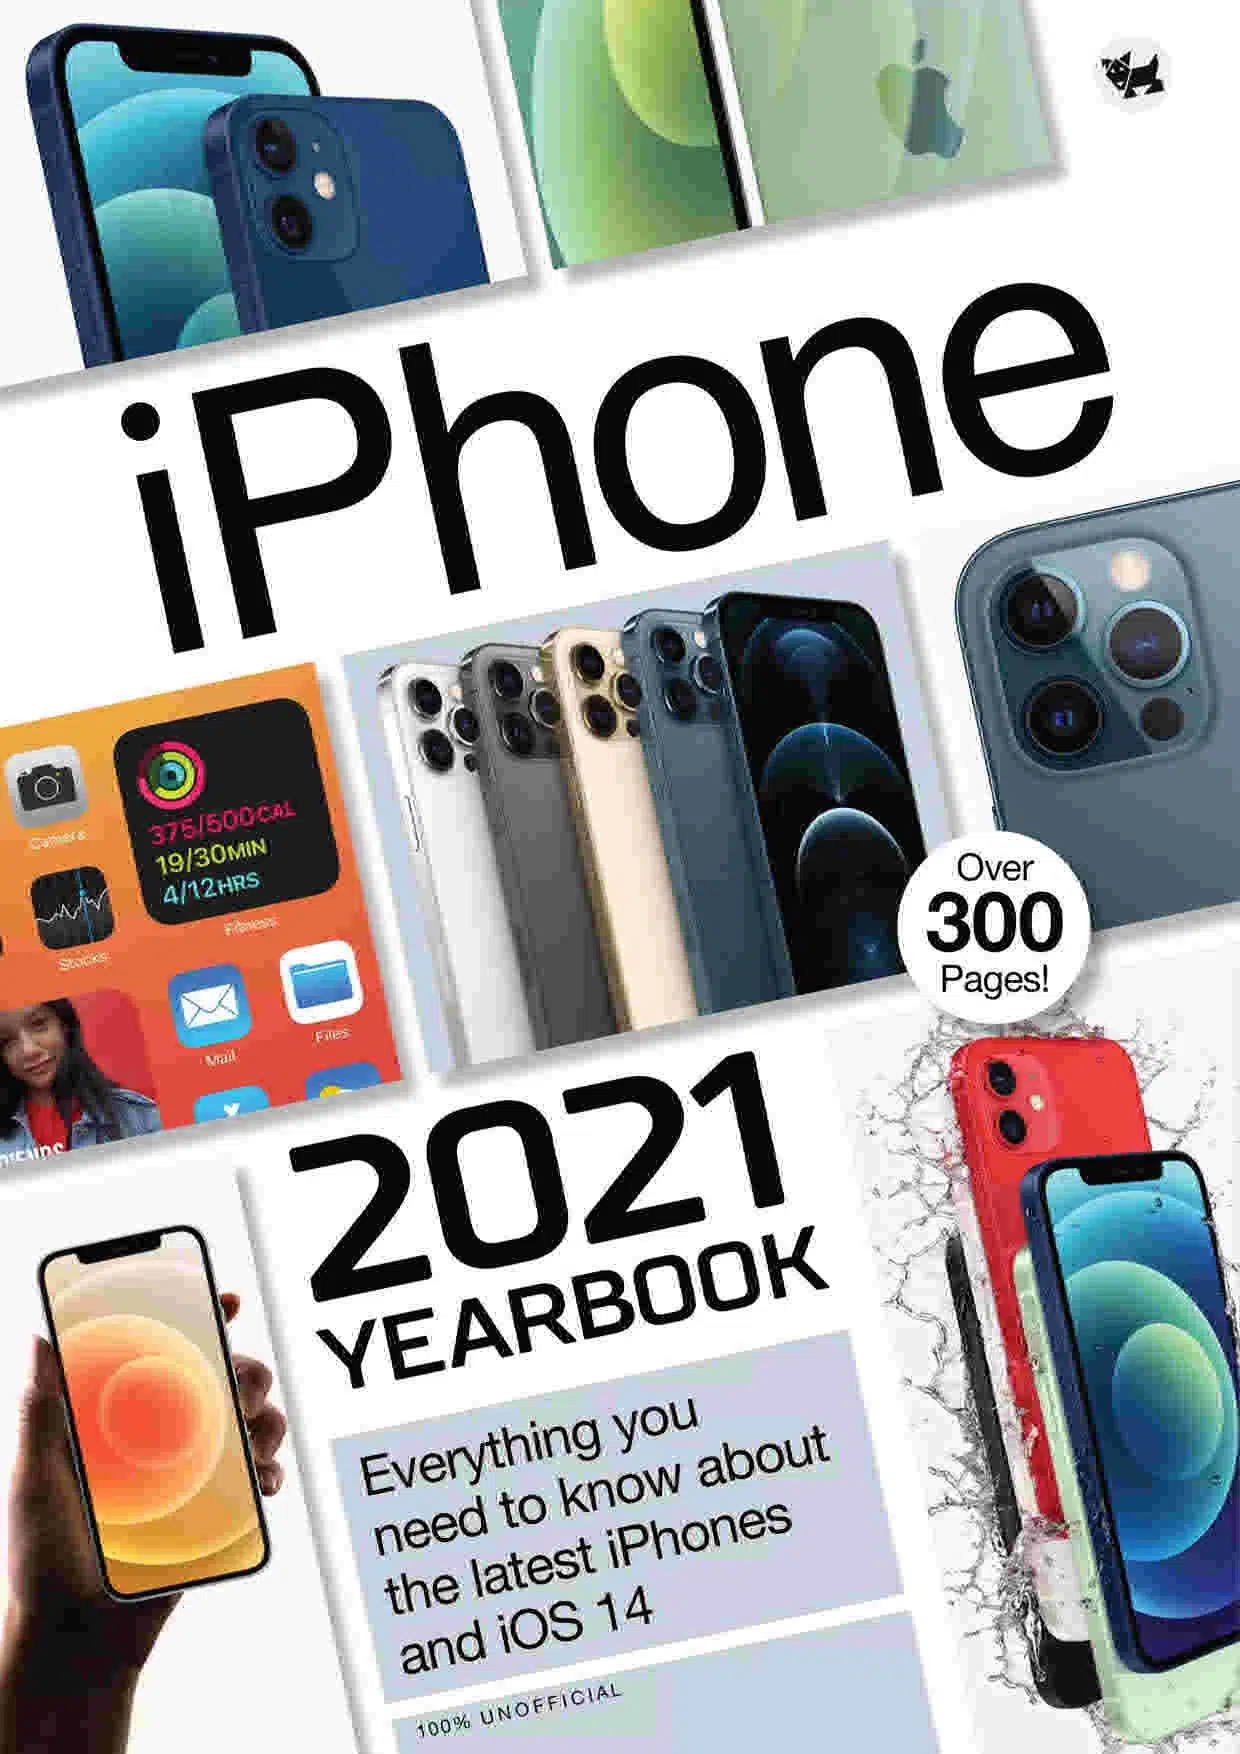 iPhone
Camera
375/500CAL
19/30MIN
4/12HRS
Fitness
Stocks
Mail
Files
Over
300
Pages!
2021
YEARBOOK
Everything you
need to know about
the latest iPhones
and iOS 14
100% UNOFFICIAL